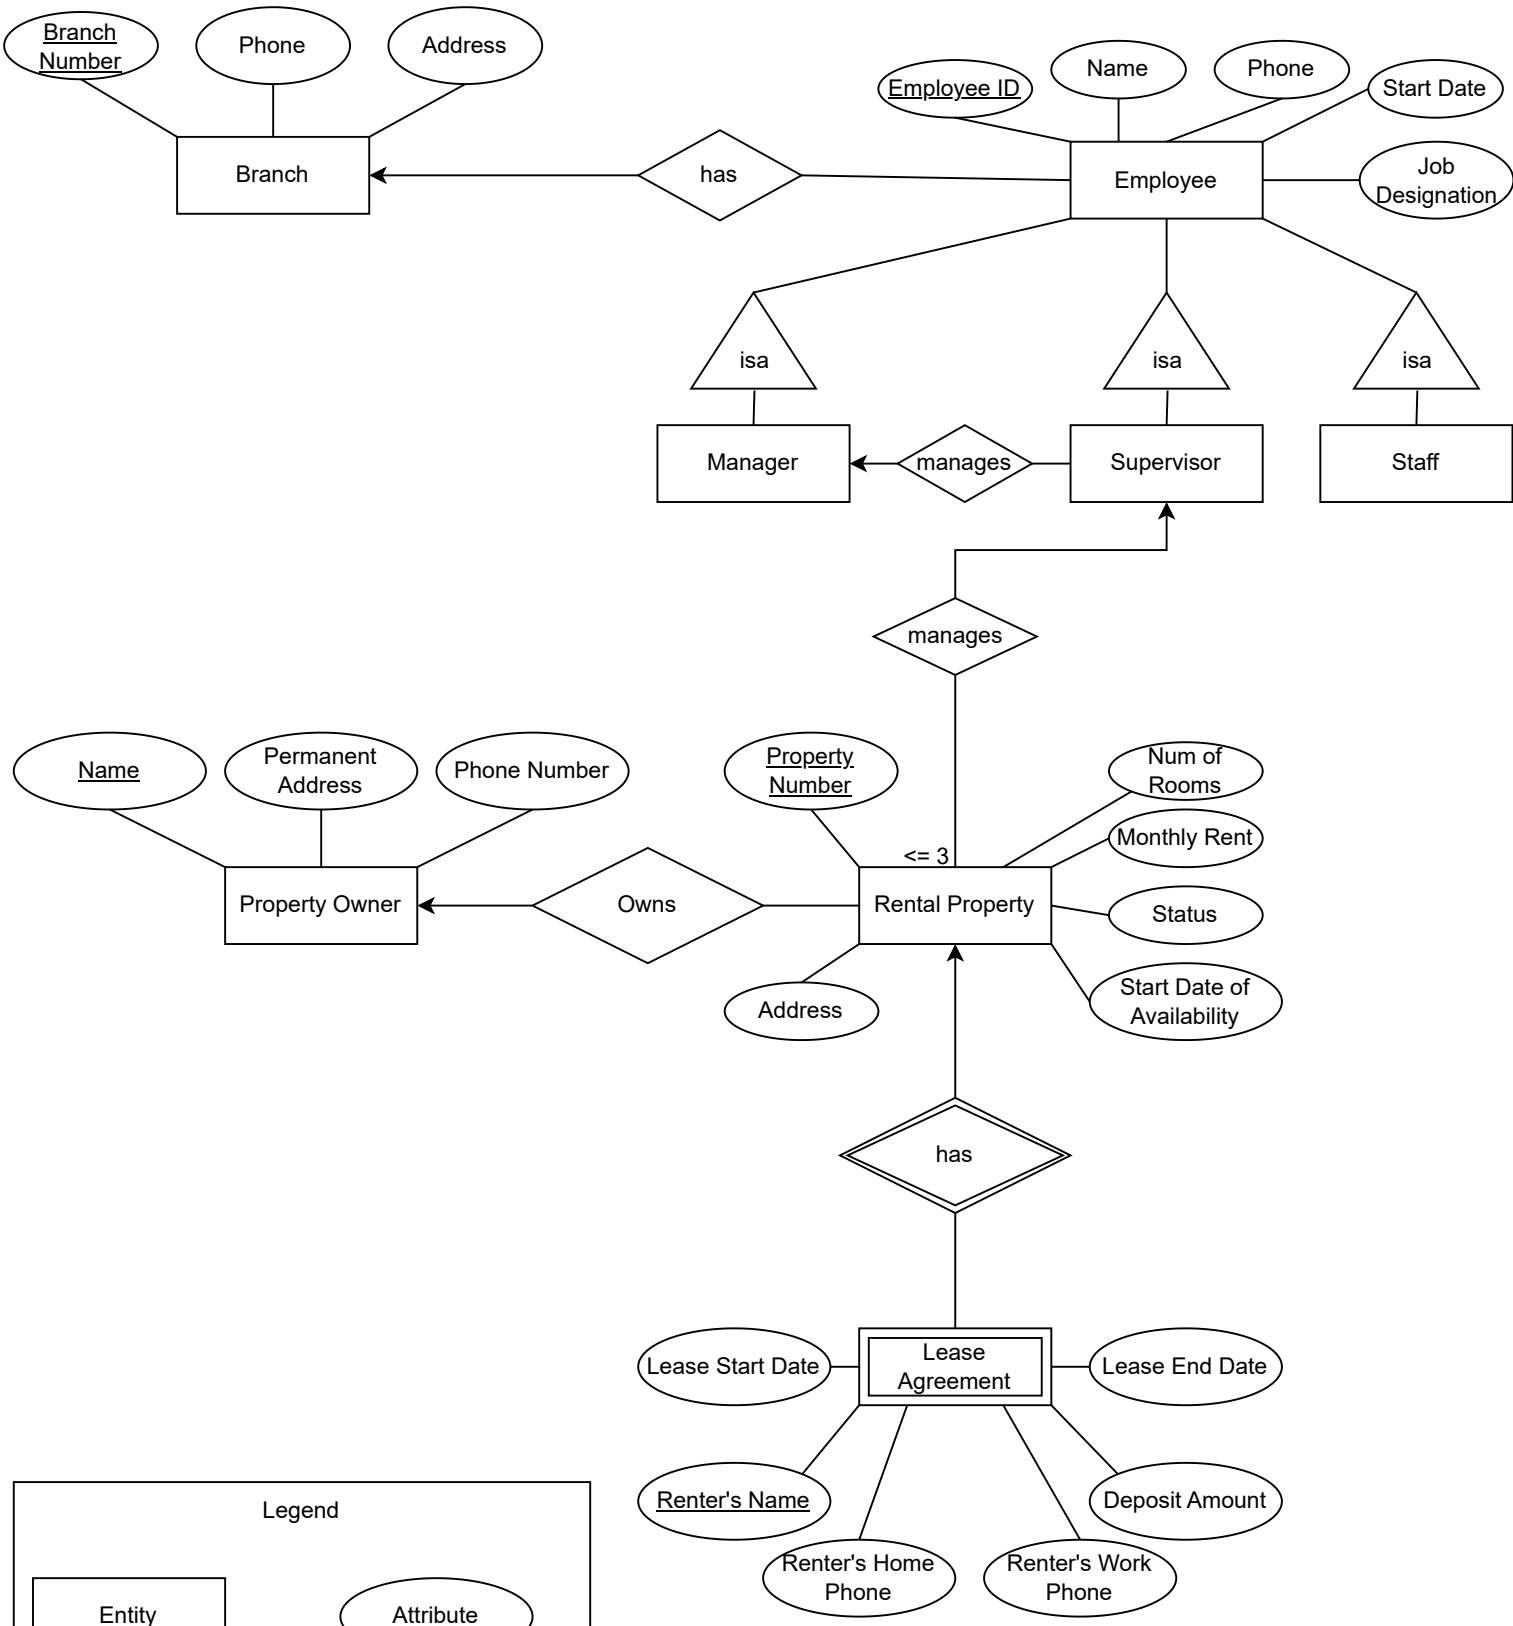 Branch
Number
Phone
Address
Employee ID
Name
Phone
Start Date
Branch
has
Employee
Job
Designation
isa
isa
isa
Manager
manages
Supervisor
Staff
manages
Name
Permanent
Address
Phone Number
Property
Number
Num of
Rooms
Monthly Rent
<= 3
Property Owner
Owns
Rental Property
Status
Address
Start Date of
Availability
has
Lease Start Date
Lease
Agreement
Lease End Date
Renter's Name
Deposit Amount
Renter's Home
Phone
Renter's Work
Phone
Legend
Entity
Attribute